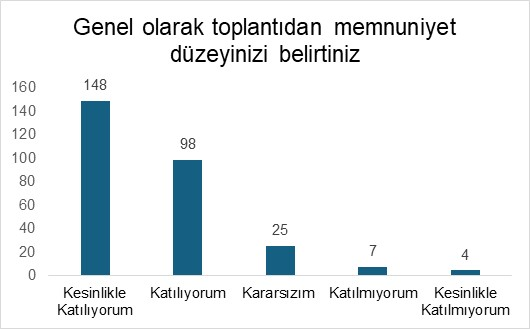 Genel olarak toplantıdan memnuniyet
düzeyinizi belirtiniz
160
140
120
100
80
60
40
20
0
148
98
25
7
4
Kesinlikle
Katılıyorum
Katılıyorum
Kararsızım
Katılmıyorum
Kesinlikle
Katılmıyorum